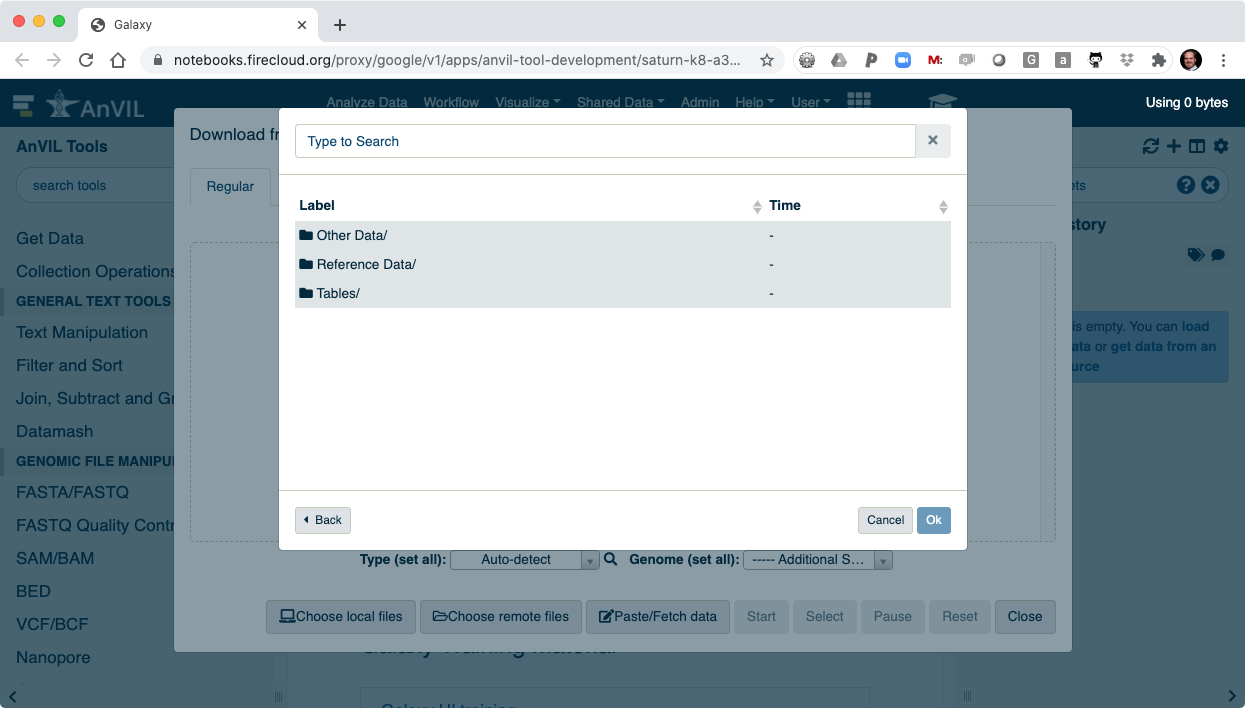 Galaxy
notebooks.firecloud.org/proxy/google/v1/apps/anvil-tool-development/saturn-k8-a3...
AnVIL
Analyze Data Workflow Visualize Shared Data Admin Help User
Using 0 bytes
AnVIL Tools
search tools
Get Data
Collection Operations
GENERAL TEXT TOOLS
Text Manipulation
Filter and Sort
Join, Subtract and Gr
Datamash
GENOMIC FILE MANIPU
FASTA/FASTQ
FASTQ Quality Contr
SAM/BAM
BED
VCF/BCF
Nanopore
Download fr
Regular
Type to Search
Label Time
Other Data/ -
Reference Data/ -
Tables/ -
Back Cancel Ok
Type (set all): Auto-detect Genome (set all): ----- Additional S...
Choose local files Choose remote files Paste/Fetch data Start Select Pause Reset Close
ets
story
is empty. You can load
ata or get data from an
urce
Galaxy UI training